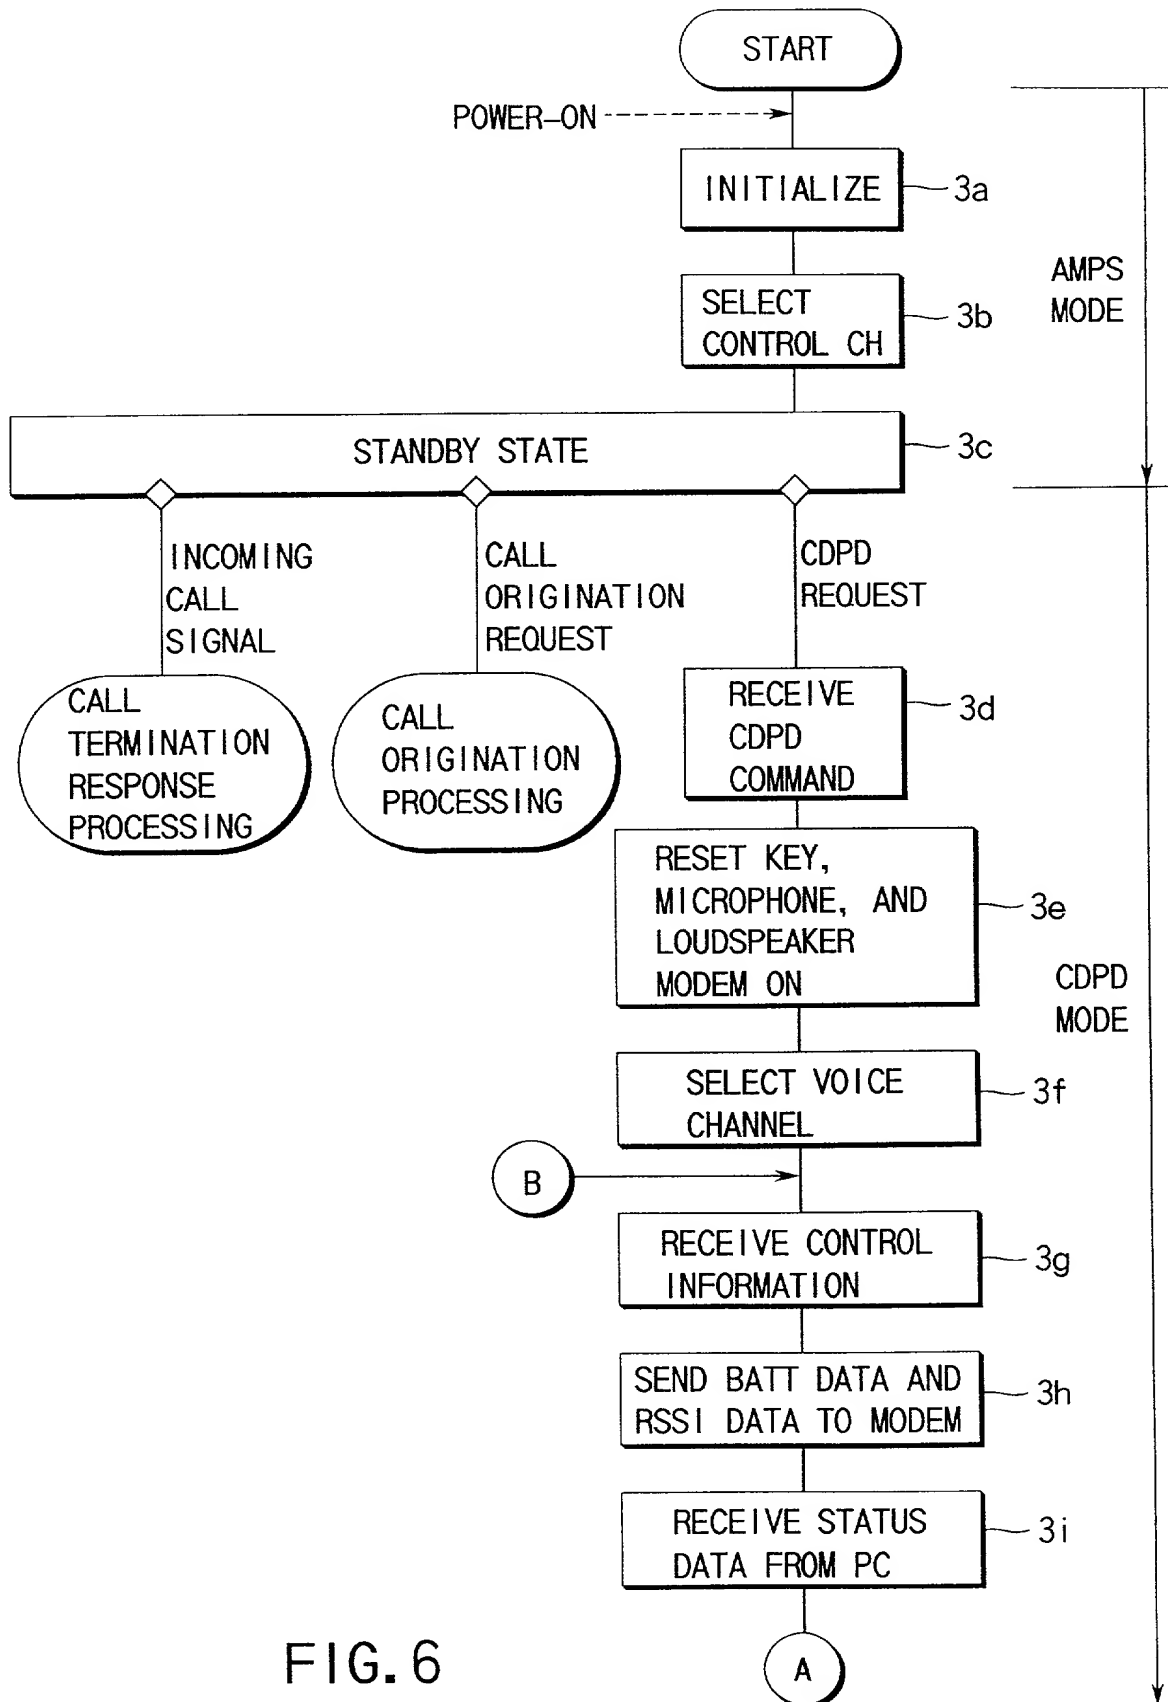 START
POWER-ON
INITIALIZE
3a
SELECT
CONTROL CH
3b
AMPS
MODE
STANDBY STATE
3c
INCOMING
CALL
SIGNAL
CALL
ORIGINATION
REQUEST
CDPD
REQUEST
CALL
TERMINATION
RESPONSE
PROCESSING
CALL
ORIGINATION
PROCESSING
RECEIVE
CDPD
COMMAND
3d
RESET KEY,
MICROPHONE, AND
LOUDSPEAKER
MODEM ON
3e
CDPD
MODE
SELECT VOICE
CHANNEL
3f
B
RECEIVE CONTROL
INFORMATION
3g
SEND BATT DATA AND
RSSI DATA TO MODEM
3h
RECEIVE STATUS
DATA FROM PC
3i
A
FIG. 6